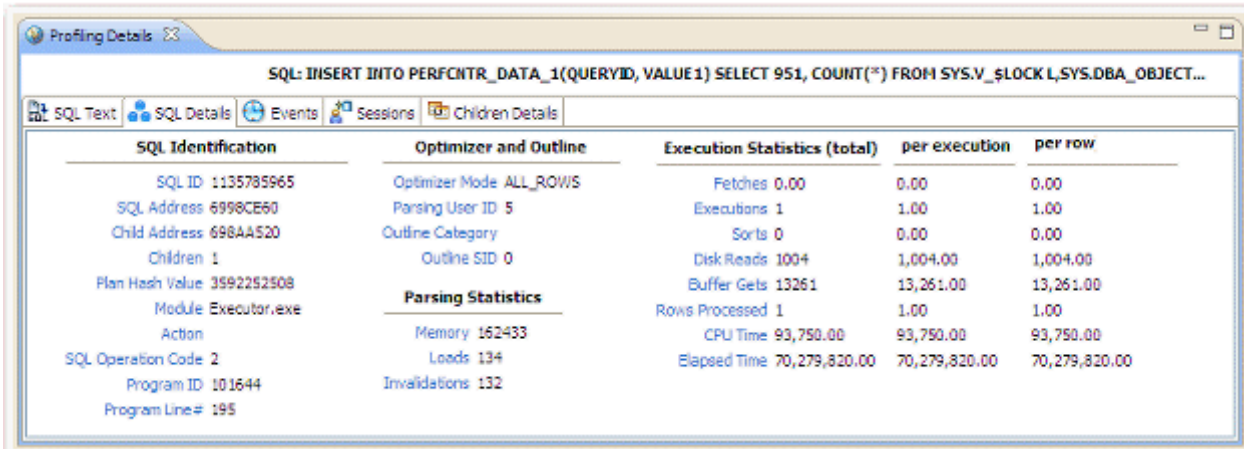 Profiling Details
SQL: INSERT INTO PERFCNTR_DATA_1(QUERYID, VALUE1) SELECT 951, COUNT(*) FROM SYS.V_$LOCK L,SYS.DBA_OBJECT...
SQL Text SQL Details Events Sessions Children Details
SQL Identification
SQL ID 1135785965
SQL Address 6998CE60
Child Address 698AA520
Children 1
Plan Hash Value 3592252508
Module Executor.exe
Action
SQL Operation Code 2
Program ID 101644
Program Line# 195
Optimizer and Outline
Optimizer Mode ALL_ROWS
Parsing User ID 5
Outline Category
Outline SID 0
Parsing Statistics
Memory 162433
Loads 134
Invalidations 132
Execution Statistics (total) per execution per row
Fetches 0.00 0.00 0.00
Executions 1 1.00 1.00
Sorts 0 0.00 0.00
Disk Reads 1004 1,004.00 1,004.00
Buffer Gets 13261 13,261.00 13,261.00
Rows Processed 1 1.00 1.00
CPU Time 93,750.00 93,750.00 93,750.00
Elapsed Time 70,279,820.00 70,279,820.00 70,279,820.00